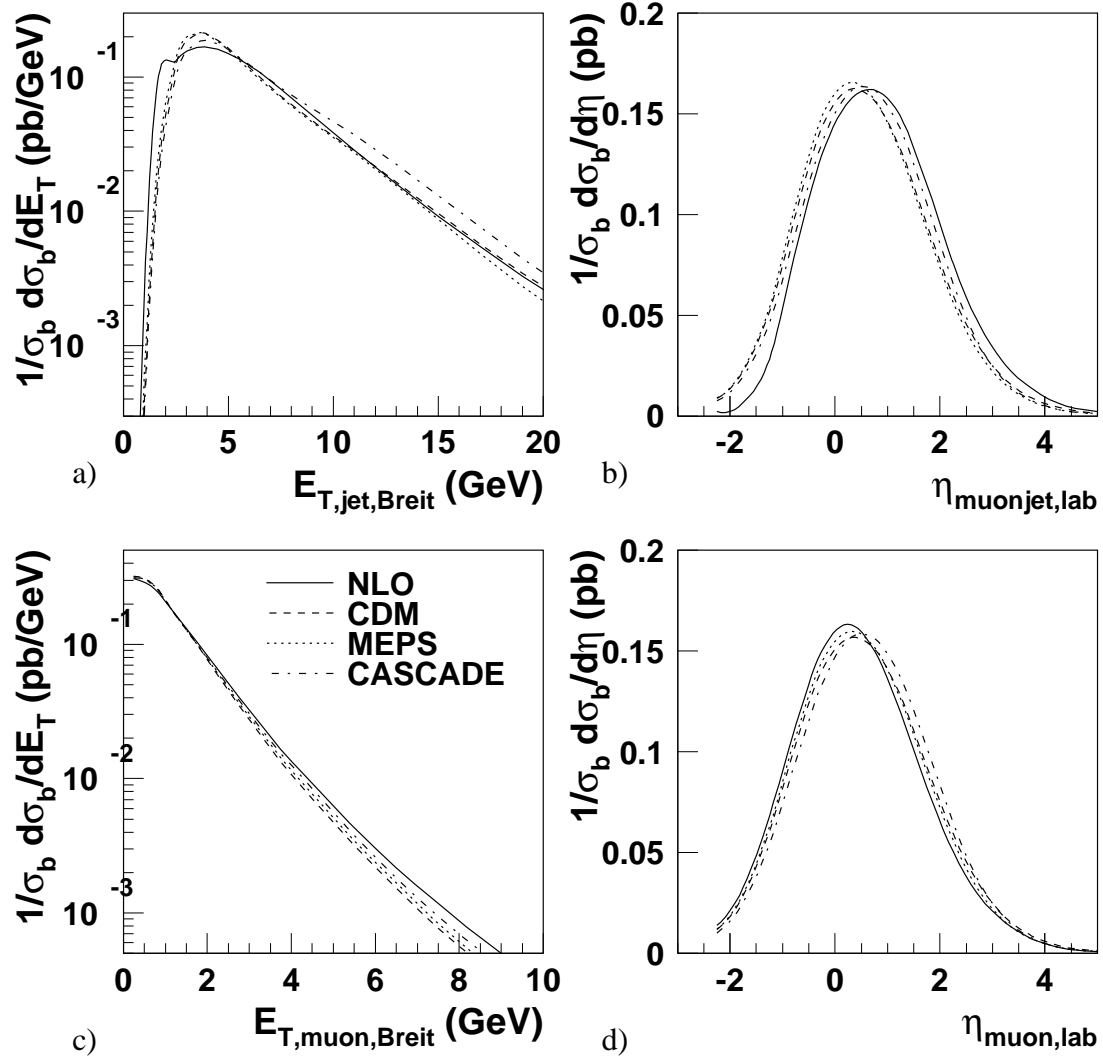 1/σb dσb/dET (pb/GeV)
10-1
10-2
10-3
0 5 10 15 20
a)
ET,jet,Breit (GeV)
1/σb dσb/dη (pb)
0.2
0.15
0.1
0.05
0
-2 0 2 4
b)
ηmuonjet,lab
1/σb dσb/dET (pb/GeV)
10-1
10-2
10-3
NLO
CDM
MEPS
CASCADE
0 2 4 6 8 10
c)
ET,muon,Breit (GeV)
1/σb dσb/dη (pb)
0.2
0.15
0.1
0.05
0
-2 0 2 4
d)
ηmuon,lab